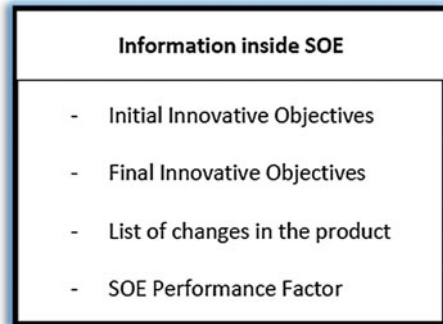 Information inside SOE
- Initial Innovative Objectives
- Final Innovative Objectives
- List of changes in the product
- SOE Performance Factor